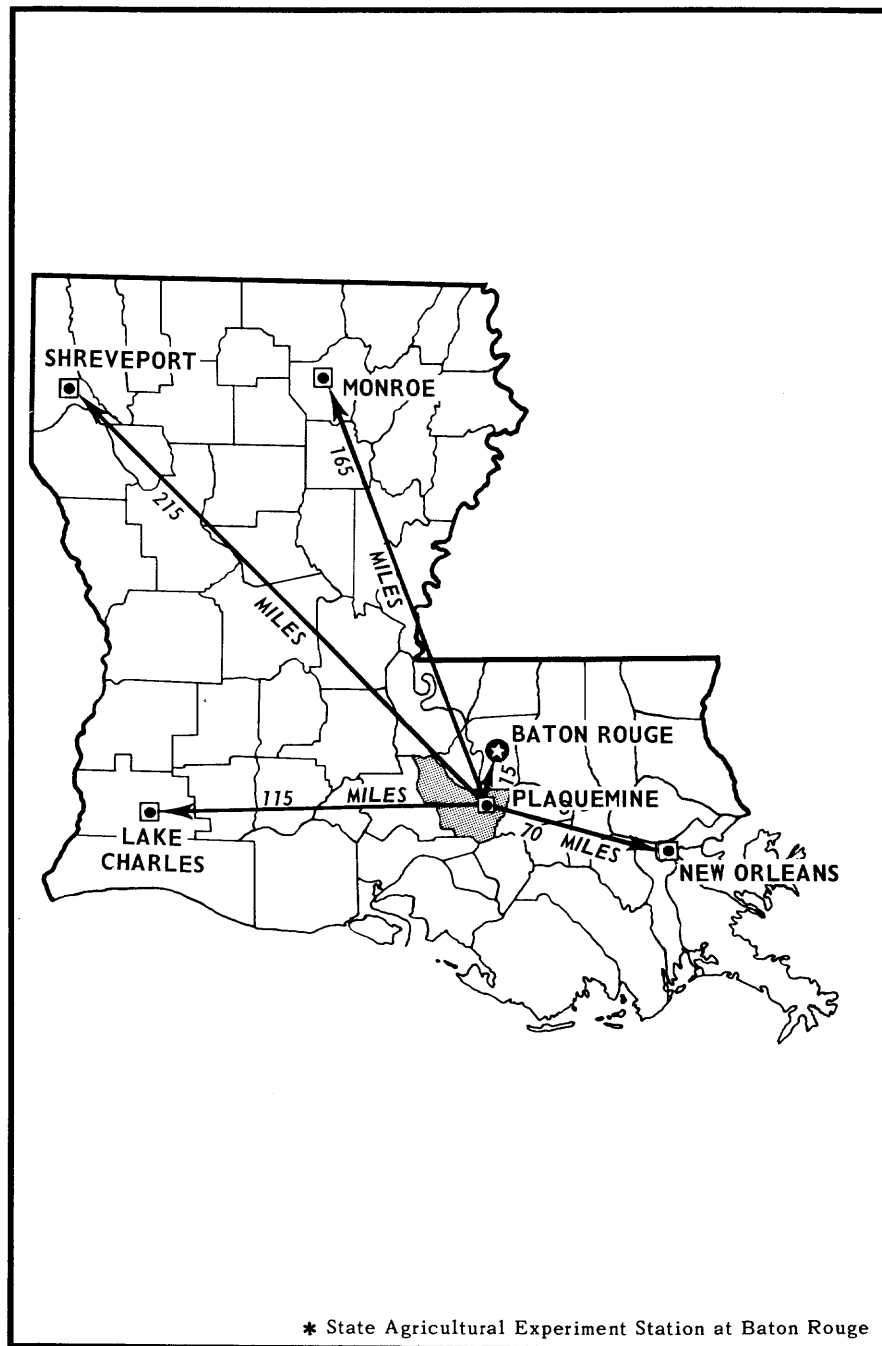 SHREVEPORT
MONROE
165
215
MILES
MILES
BATON ROUGE
15
115 MILES
PLAQUEMINE
LAKE
CHARLES
70 MILES
NEW ORLEANS
* State Agricultural Experiment Station at Baton Rouge